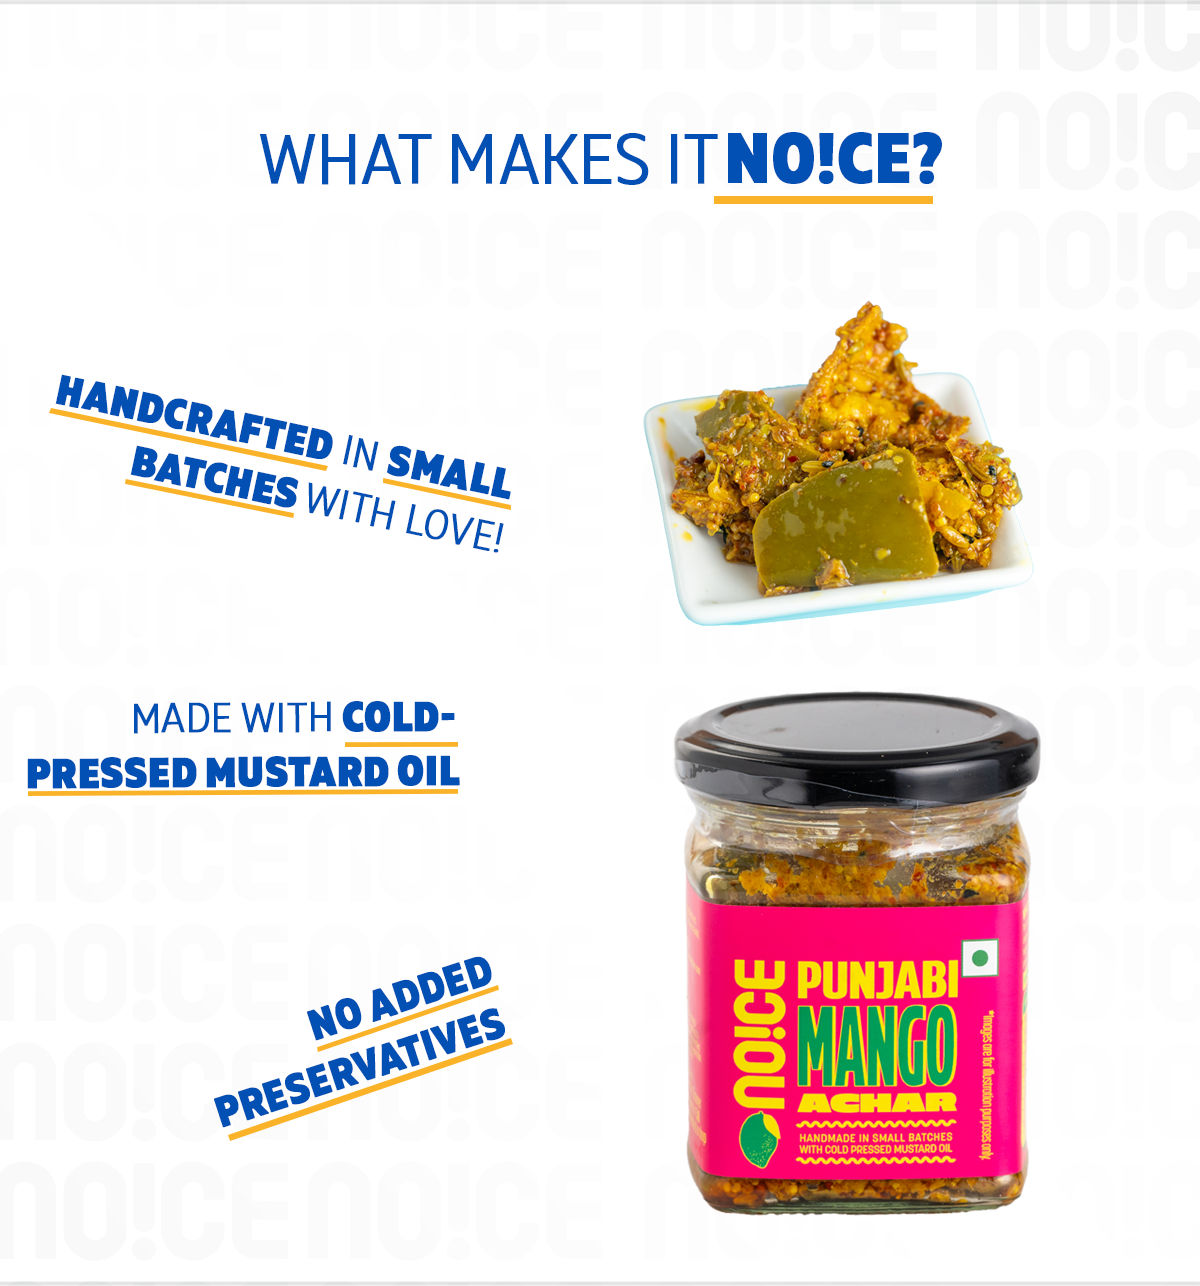 WHAT MAKES IT NO!CE?
HANDCRAFTED IN SMALL
BATCHES WITH LOVE!
MADE WITH COLD-
PRESSED MUSTARD OIL
NO ADDED
PRESERVATIVES
NO!CE
PUNJABI
MANGO
ACHAR
HANDMADE IN SMALL BATCHES
WITH COLD PRESSED MUSTARD OIL
*Images are for illustration purposes only.